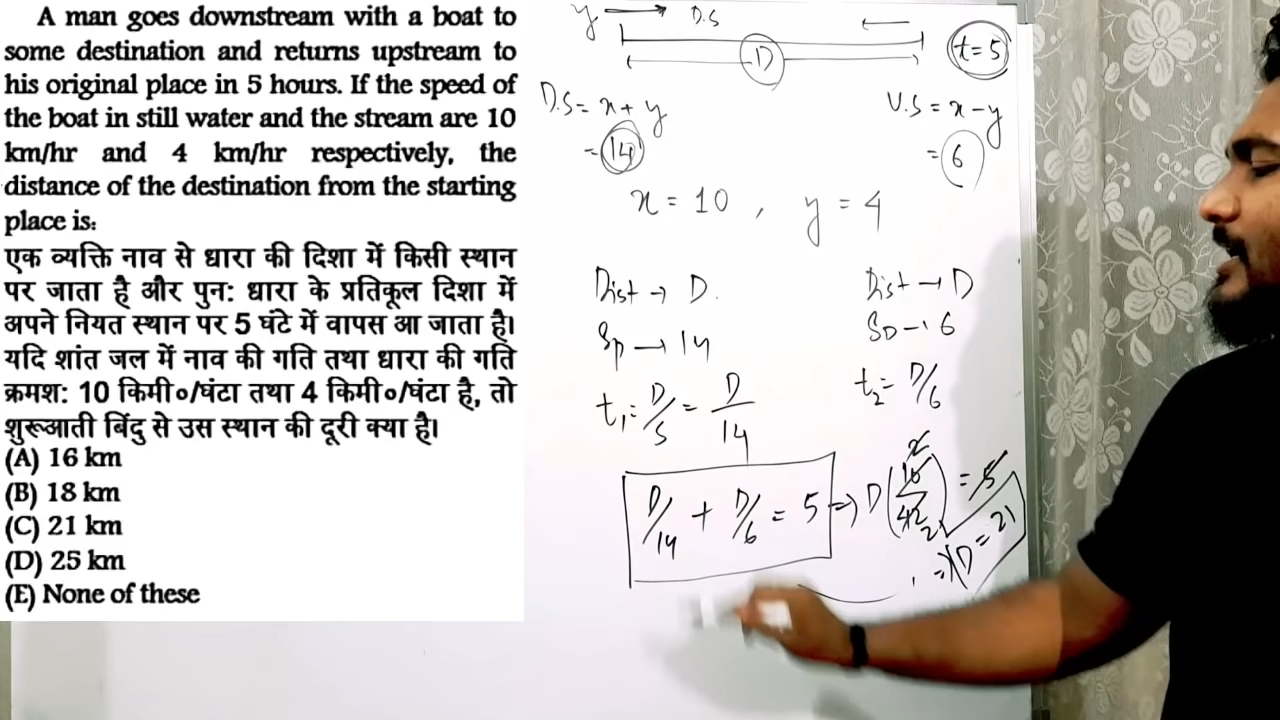 A man goes downstream with a boat to
some destination and returns upstream to
his original place in 5 hours. If the speed of
the boat in still water and the stream are 10
km/hr and 4 km/hr respectively, the
distance of the destination from the starting
place is:
एक व्यक्ति नाव से धारा की दिशा में किसी स्थान
पर जाता है और पुन: धारा के प्रतिकूल दिशा में
अपने नियत स्थान पर 5 घंटे में वापस आ जाता है।
यदि शांत जल में नाव की गति तथा धारा की गति
क्रमश: 10 किमी०/घंटा तथा 4 किमी०/घंटा है, तो
शुरूआती बिंदु से उस स्थान की दूरी क्या है।
(A) 16 km
(B) 18 km
(C) 21 km
(D) 25 km
(E) None of these
y → D.S ←
D t=5
D.S = x+y
= 14
U.S = x-y
= 6
x = 10 , y = 4
Dist → D.
Sp → 14
t₁ = D/S = D/14
Dist → D
SD → 6
t₂ = D/6
D/14 + D/6 = 5 ⇒ D(10/42) = 5
⇒ D = 21